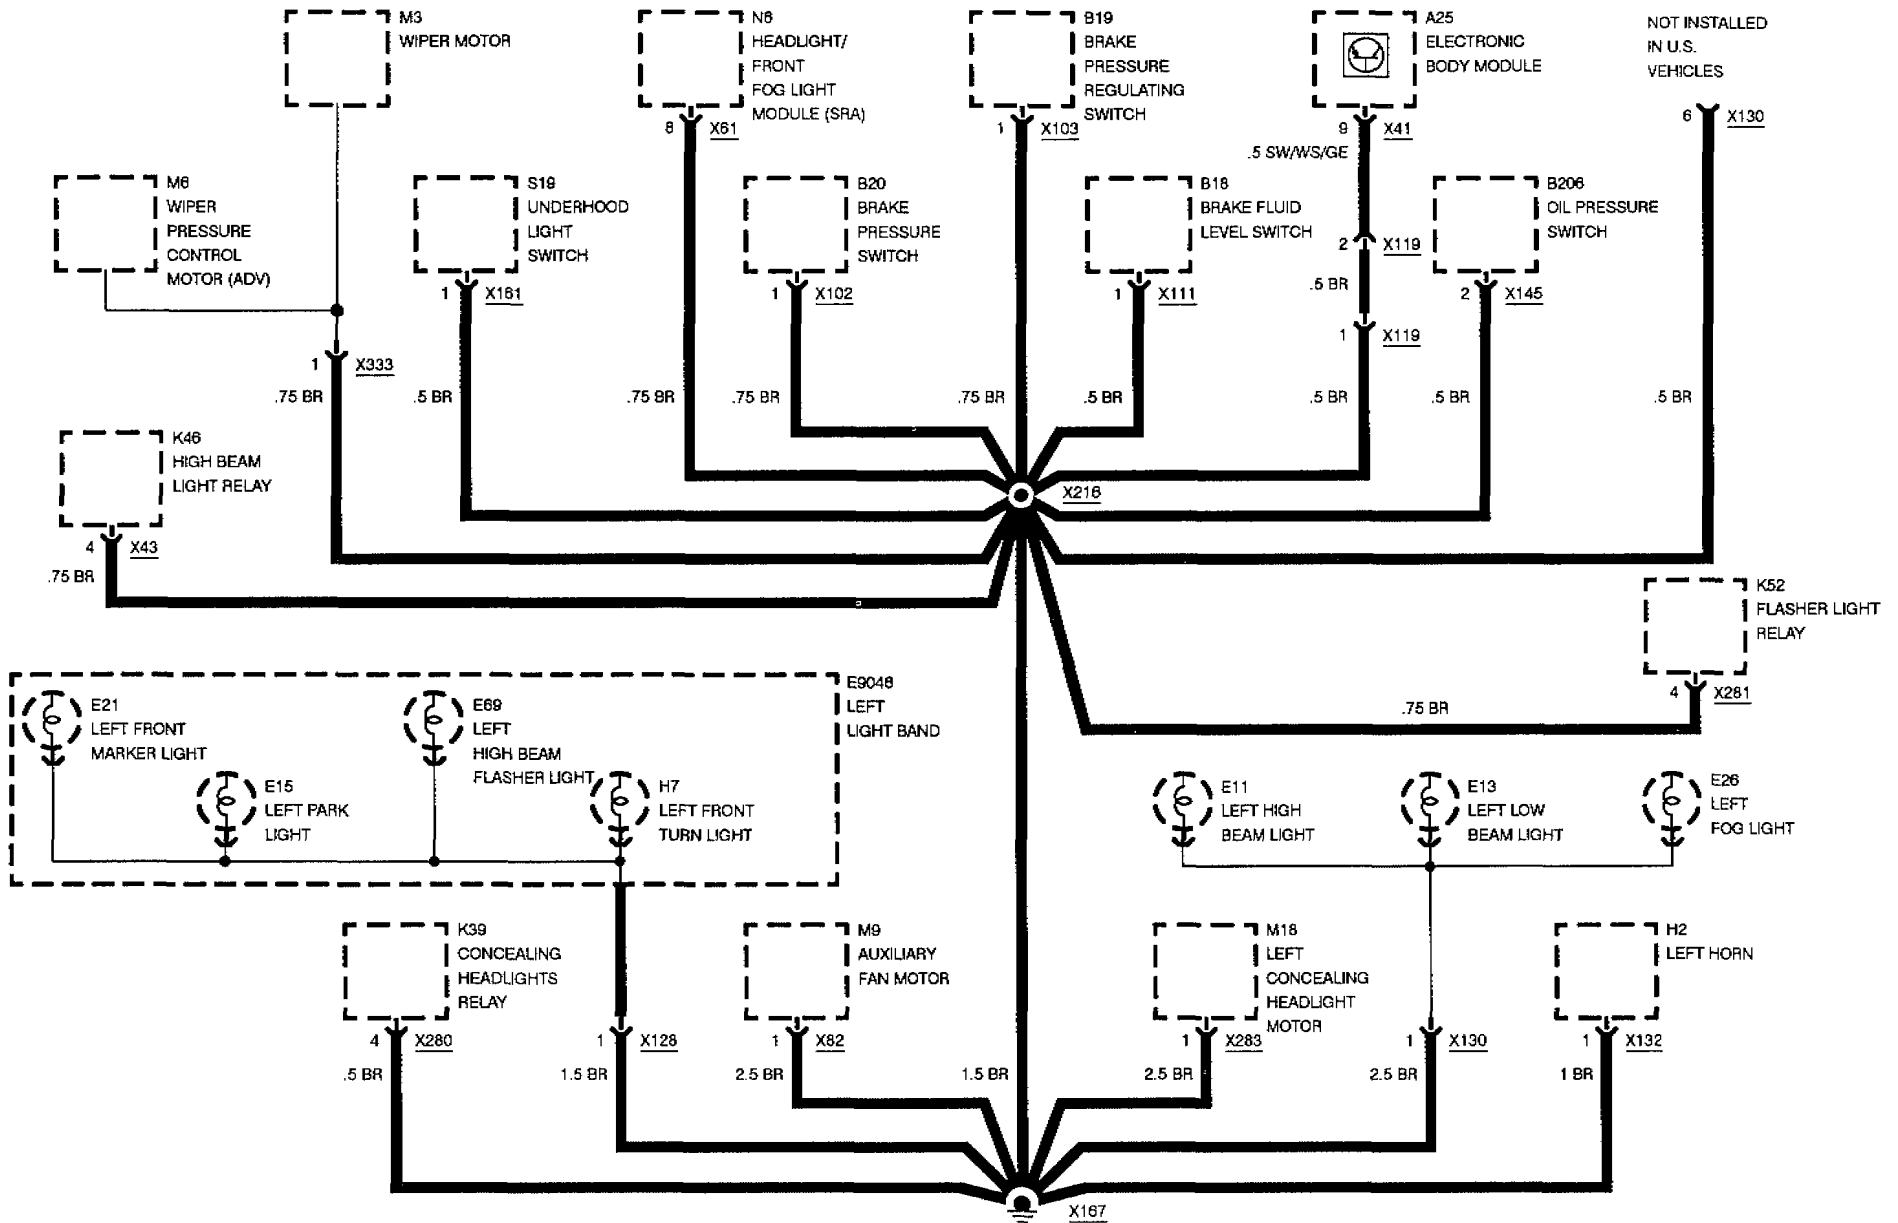 M3
WIPER MOTOR
N6
HEADLIGHT/
FRONT
FOG LIGHT
MODULE (SRA)
B19
BRAKE
PRESSURE
REGULATING
SWITCH
A25
ELECTRONIC
BODY MODULE
NOT INSTALLED
IN U.S.
VEHICLES
8 X61
1 X103
9 X41
6 X130
.5 SW/WS/GE
M6
WIPER
PRESSURE
CONTROL
MOTOR (ADV)
S19
UNDERHOOD
LIGHT
SWITCH
B20
BRAKE
PRESSURE
SWITCH
B18
BRAKE FLUID
LEVEL SWITCH
2 X119
B206
OIL PRESSURE
SWITCH
1 X161
1 X102
1 X111
.5 BR
2 X145
1 X119
1 X333
.75 BR
.5 BR
.75 BR
.75 BR
.75 BR
.5 BR
.5 BR
.5 BR
.5 BR
K46
HIGH BEAM
LIGHT RELAY
X216
4 X43
.75 BR
K52
FLASHER LIGHT
RELAY
4 X281
.75 BR
E21
LEFT FRONT
MARKER LIGHT
E69
LEFT
HIGH BEAM
FLASHER LIGHT
E9046
LEFT
LIGHT BAND
E15
LEFT PARK
LIGHT
H7
LEFT FRONT
TURN LIGHT
E11
LEFT HIGH
BEAM LIGHT
E13
LEFT LOW
BEAM LIGHT
E26
LEFT
FOG LIGHT
K39
CONCEALING
HEADLIGHTS
RELAY
M9
AUXILIARY
FAN MOTOR
M18
LEFT
CONCEALING
HEADLIGHT
MOTOR
H2
LEFT HORN
4 X280
1 X128
1 X82
1 X283
1 X130
1 X132
.5 BR
1.5 BR
2.5 BR
1.5 BR
2.5 BR
2.5 BR
1 BR
X167